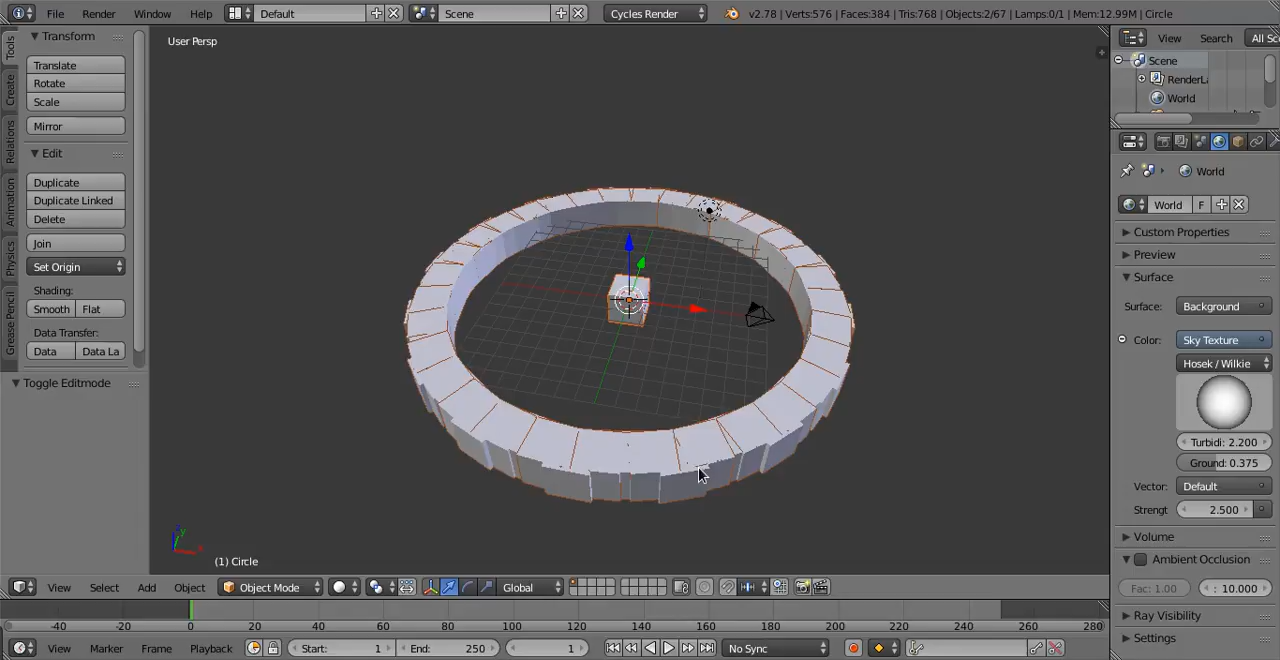 File Render Window Help Default Scene Cycles Render v2.78 | Verts:576 | Faces:384 | Tris:768 | Objects:2/67 | Lamps:0/1 | Mem:12.99M | Circle
Tools
Create
Relations
Animation
Physics
Grease Pencil
Transform
Translate
Rotate
Scale
Mirror
Edit
Duplicate
Duplicate Linked
Delete
Join
Set Origin
Shading:
Smooth Flat
Data Transfer:
Data Data La
Toggle Editmode
User Persp
(1) Circle
View Select Add Object Object Mode Global
-40 -20 0 20 40 60 80 100 120 140 160 180 200 220 240 260 280
View Marker Frame Playback Start: 1 End: 250 1 No Sync
View Search All Sc
Scene
RenderLa
World
World
World F
Custom Properties
Preview
Surface
Surface: Background
Color: Sky Texture
Hosek / Wilkie
Turbidi: 2.200
Ground: 0.375
Vector: Default
Strengt 2.500
Volume
Ambient Occlusion
Fac: 1.00 : 10.000
Ray Visibility
Settings